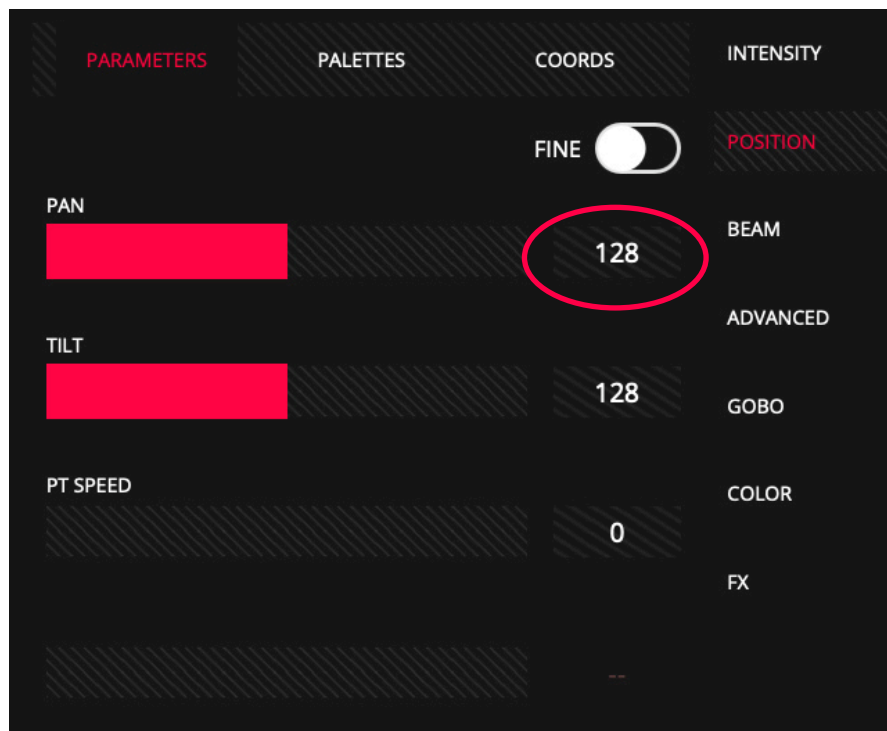 PARAMETERS PALETTES COORDS
FINE
PAN
128
TILT
128
PT SPEED
0
--
INTENSITY
POSITION
BEAM
ADVANCED
GOBO
COLOR
FX